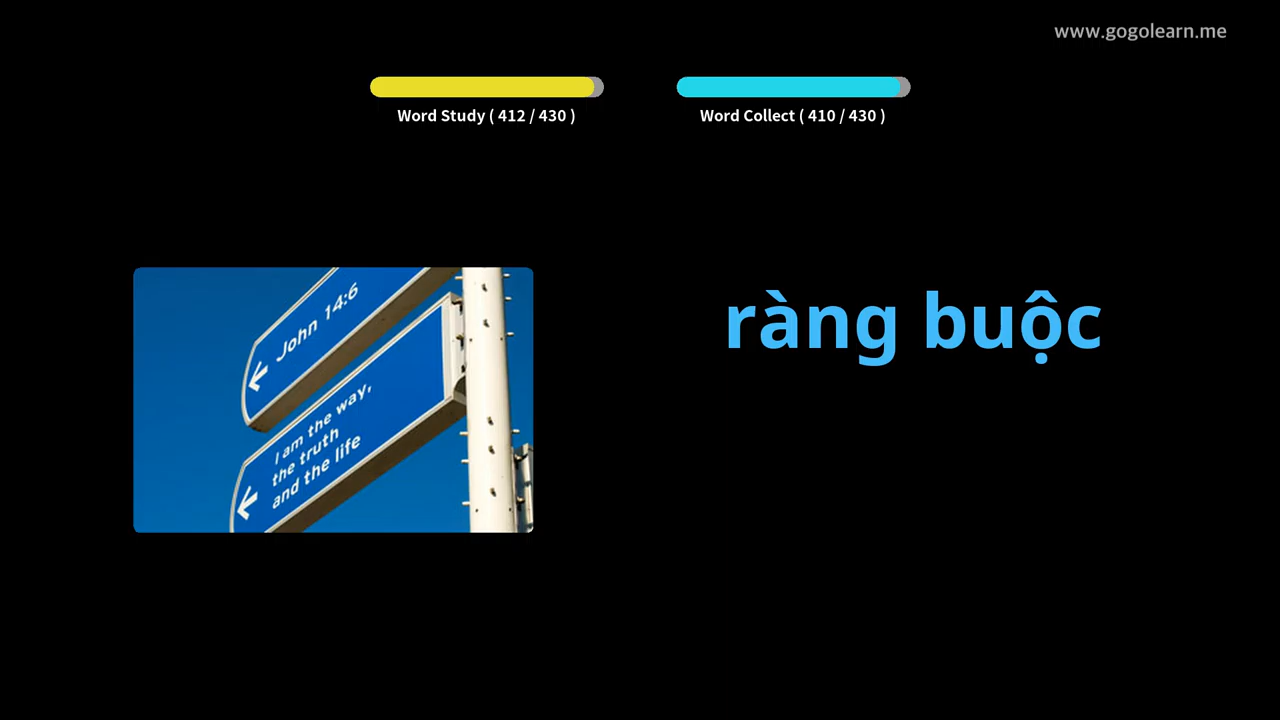 www.gogolearn.me
Word Study ( 412 / 430 )
Word Collect ( 410 / 430 )
John 14:6
I am the way,
the truth
and the life
ràng buộc